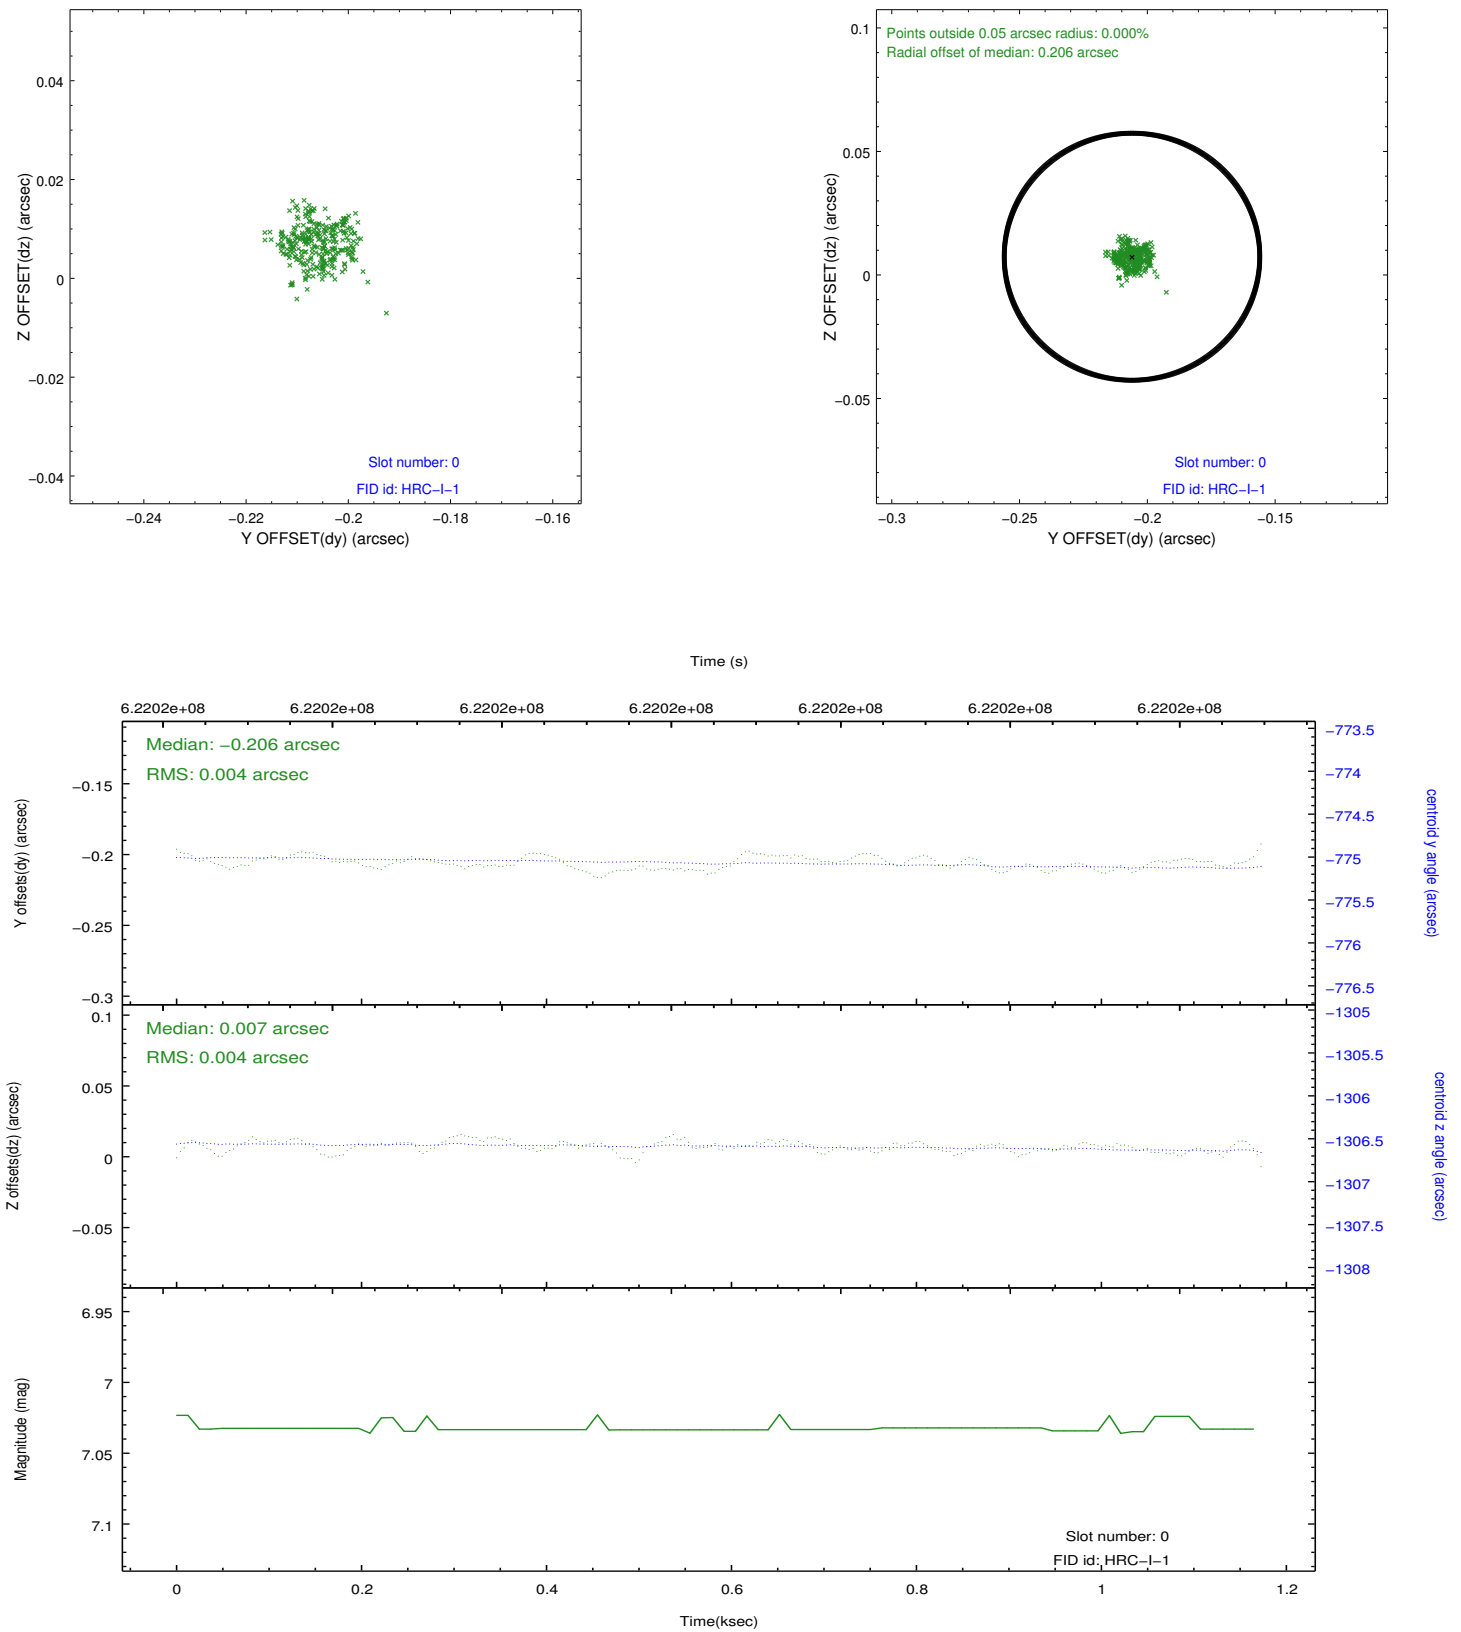 0.04
0.02
0
−0.02
−0.04
Z OFFSET(dz) (arcsec)
Slot number: 0
FID id: HRC−I−1
−0.24
−0.22
−0.2
−0.18
−0.16
Y OFFSET(dy) (arcsec)
Points outside 0.05 arcsec radius: 0.000%
Radial offset of median: 0.206 arcsec
0.1
0.05
0
−0.05
Z OFFSET(dz) (arcsec)
Slot number: 0
FID id: HRC−I−1
−0.3
−0.25
−0.2
−0.15
Y OFFSET(dy) (arcsec)
Time (s)
6.2202e+08 6.2202e+08 6.2202e+08 6.2202e+08 6.2202e+08 6.2202e+08 6.2202e+08
Median: −0.206 arcsec
RMS: 0.004 arcsec
−0.15
−0.2
−0.25
−0.3
Y offsets(dy) (arcsec)
−773.5
−774
−774.5
−775
−775.5
−776
−776.5
centroid y angle (arcsec)
Median: 0.007 arcsec
RMS: 0.004 arcsec
0.1
0.05
0
−0.05
Z offsets(dz) (arcsec)
−1305
−1305.5
−1306
−1306.5
−1307
−1307.5
−1308
centroid z angle (arcsec)
6.95
7
7.05
7.1
Magnitude (mag)
Slot number: 0
FID id: HRC−I−1
0 0.2 0.4 0.6 0.8 1 1.2
Time(ksec)